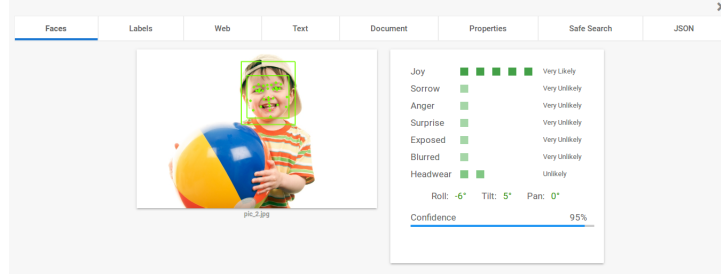 Faces Labels Web Text Document Properties Safe Search JSON
Joy Very Likely
Sorrow Very Unlikely
Anger Very Unlikely
Surprise Very Unlikely
Exposed Very Unlikely
Blurred Very Unlikely
Headwear Unlikely
Roll: -6° Tilt: 5° Pan: 0°
Confidence 95%
pic_2.jpg